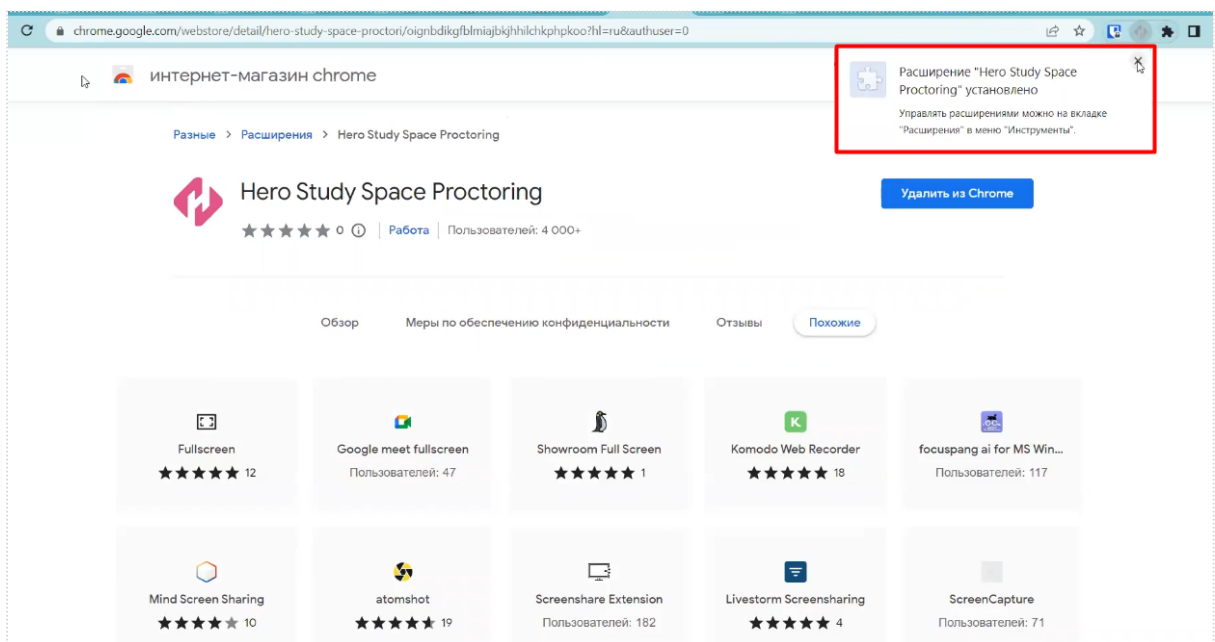 chrome.google.com/webstore/detail/hero-study-space-proctori/oignbdikgfblmiajbkjhhilchkphpkoo?hl=ru&authuser=0
интернет-магазин chrome
Расширение "Hero Study Space
Proctoring" установлено
Управлять расширениями можно на вкладке
"Расширения" в меню "Инструменты".
Разные > Расширения > Hero Study Space Proctoring
Hero Study Space Proctoring
Удалить из Chrome
0 Работа Пользователей: 4 000+
Обзор Меры по обеспечению конфиденциальности Отзывы Похожие
Fullscreen Google meet fullscreen Showroom Full Screen Komodo Web Recorder focuspang ai for MS Win...
12 Пользователей: 47 1 18 Пользователей: 117
Mind Screen Sharing atomshot Screenshare Extension Livestorm Screensharing ScreenCapture
10 19 Пользователей: 182 4 Пользователей: 71